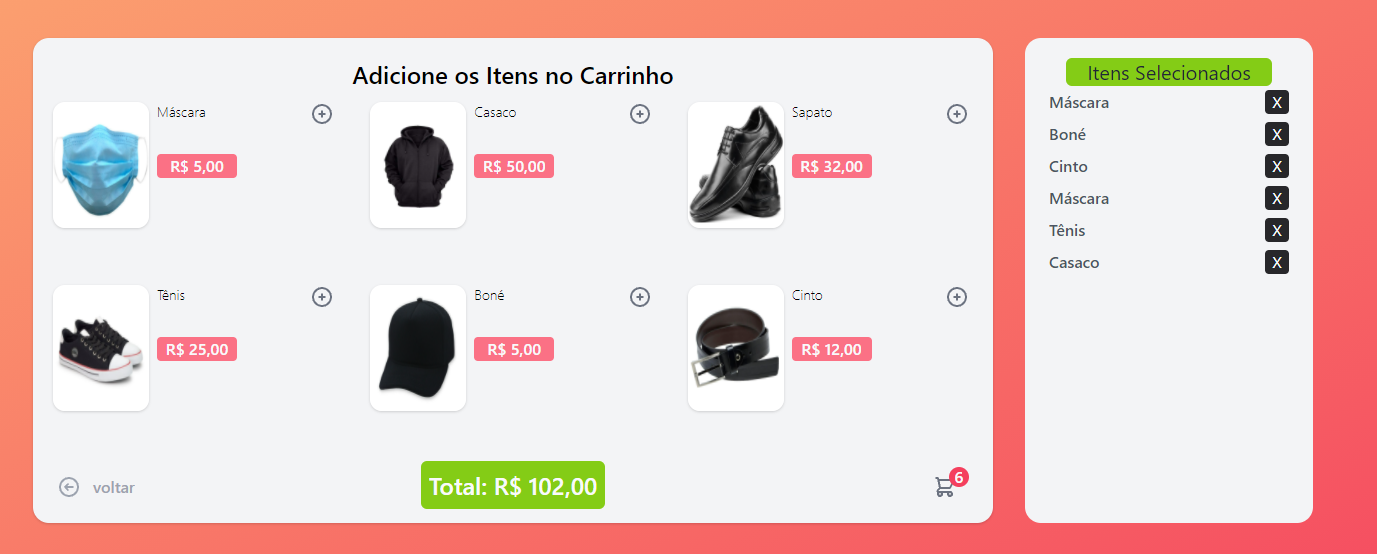 Adicione os Itens no Carrinho
Máscara
R$ 5,00
Casaco
R$ 50,00
Sapato
R$ 32,00
Tênis
R$ 25,00
Boné
R$ 5,00
Cinto
R$ 12,00
voltar
Total: R$ 102,00
6
Itens Selecionados
Máscara X
Boné X
Cinto X
Máscara X
Tênis X
Casaco X